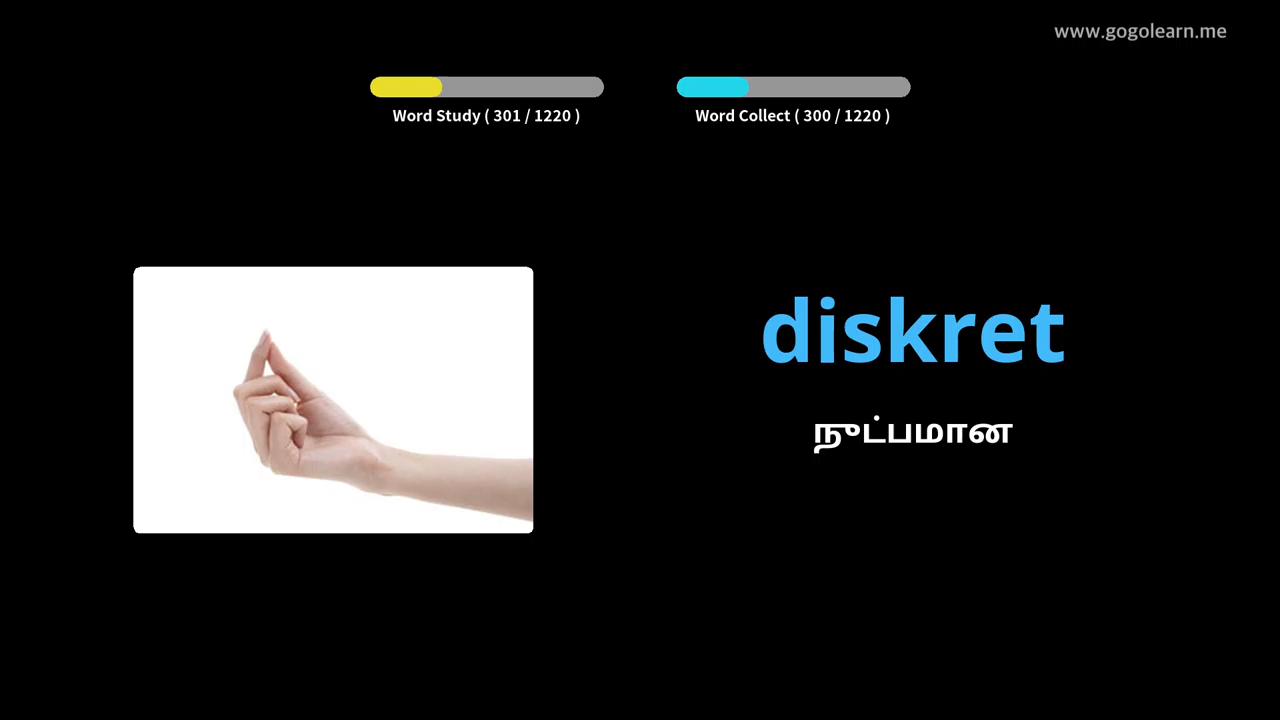 www.gogolearn.me
Word Study ( 301 / 1220 )
Word Collect ( 300 / 1220 )
diskret
நுட்பமான